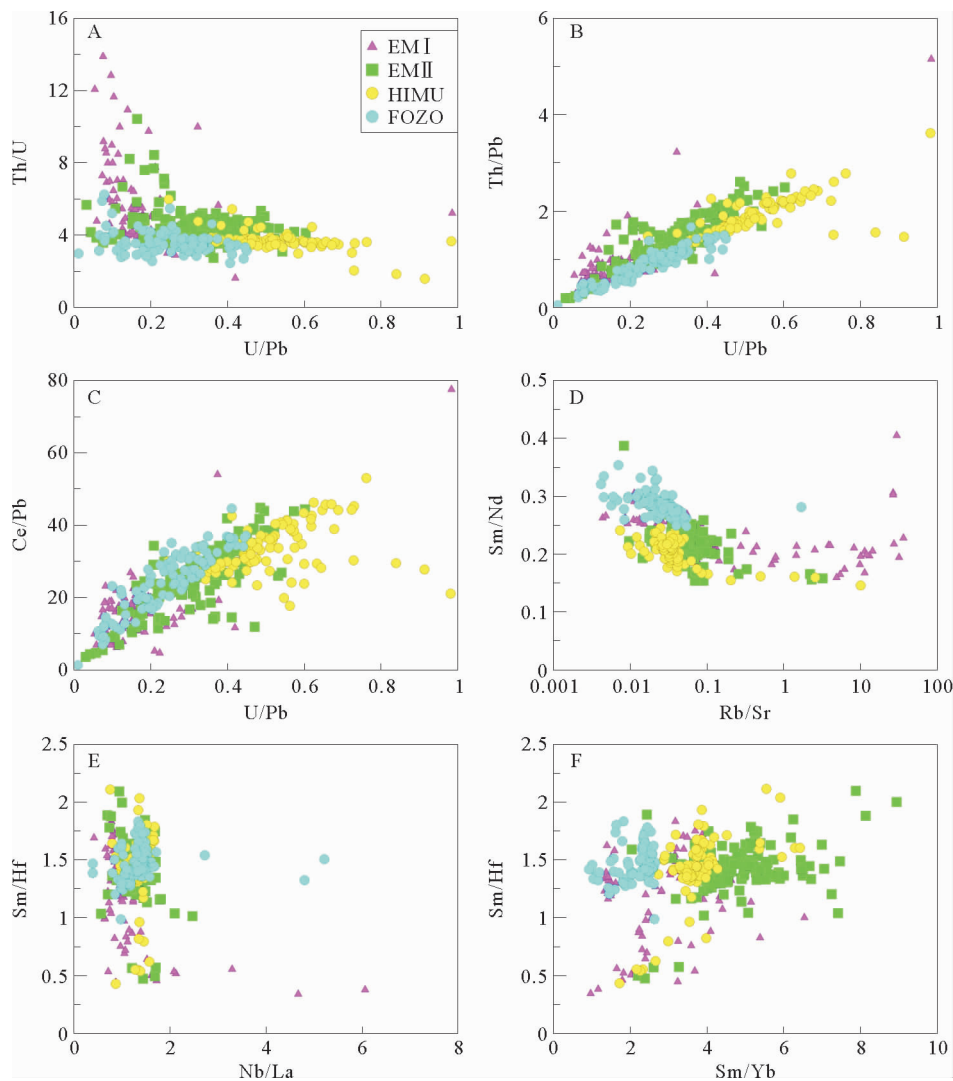 A
EMⅠ
EMⅡ
HIMU
FOZO
Th/U
16
12
8
4
0
0 0.2 0.4 0.6 0.8 1
U/Pb
B
Th/Pb
6
4
2
0
0 0.2 0.4 0.6 0.8 1
U/Pb
C
Ce/Pb
80
60
40
20
0
0 0.2 0.4 0.6 0.8 1
U/Pb
D
Sm/Nd
0.5
0.4
0.3
0.2
0.1
0
0.001 0.01 0.1 1 10 100
Rb/Sr
E
Sm/Hf
2.5
2
1.5
1
0.5
0
0 2 4 6 8
Nb/La
F
Sm/Hf
2.5
2
1.5
1
0.5
0
0 2 4 6 8 10
Sm/Yb